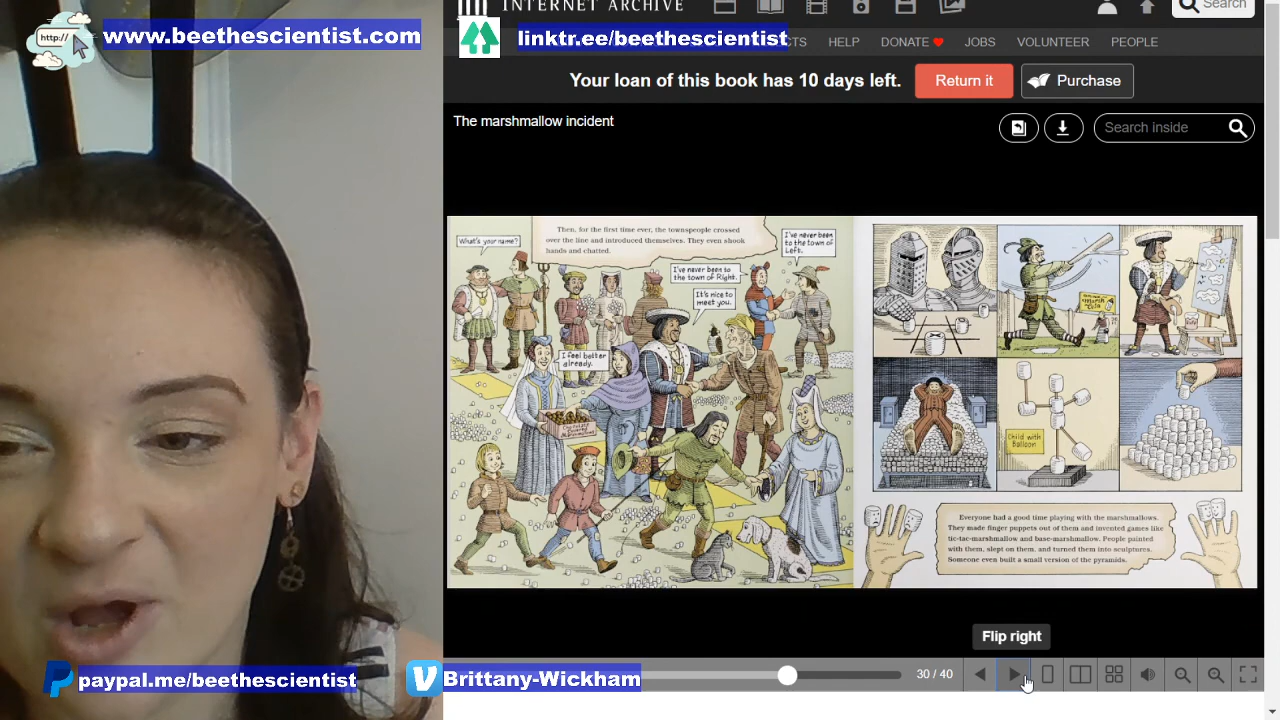 http://
www.beethescientist.com
INTERNET ARCHIVE
Search
linktr.ee/beethescientist
CTS HELP DONATE JOBS VOLUNTEER PEOPLE
Your loan of this book has 10 days left.
Return it
Purchase
The marshmallow incident
Search inside
What's your name?
Then, for the first time ever, the townspeople crossed
over the line and introduced themselves. They even shook
hands and chatted.
I've never been
to the town of
Left.
I've never been to
the town of Right.
It's nice to
meet you.
I feel better
already.
Child with
Balloon
Everyone had a good time playing with the marshmallows.
They made finger puppets out of them and invented games like
tic-tac-marshmallow and base-marshmallow. People painted
with them, slept on them, and turned them into sculptures.
Someone even built a small version of the pyramids.
Flip right
30 / 40
paypal.me/beethescientist
Brittany-Wickham